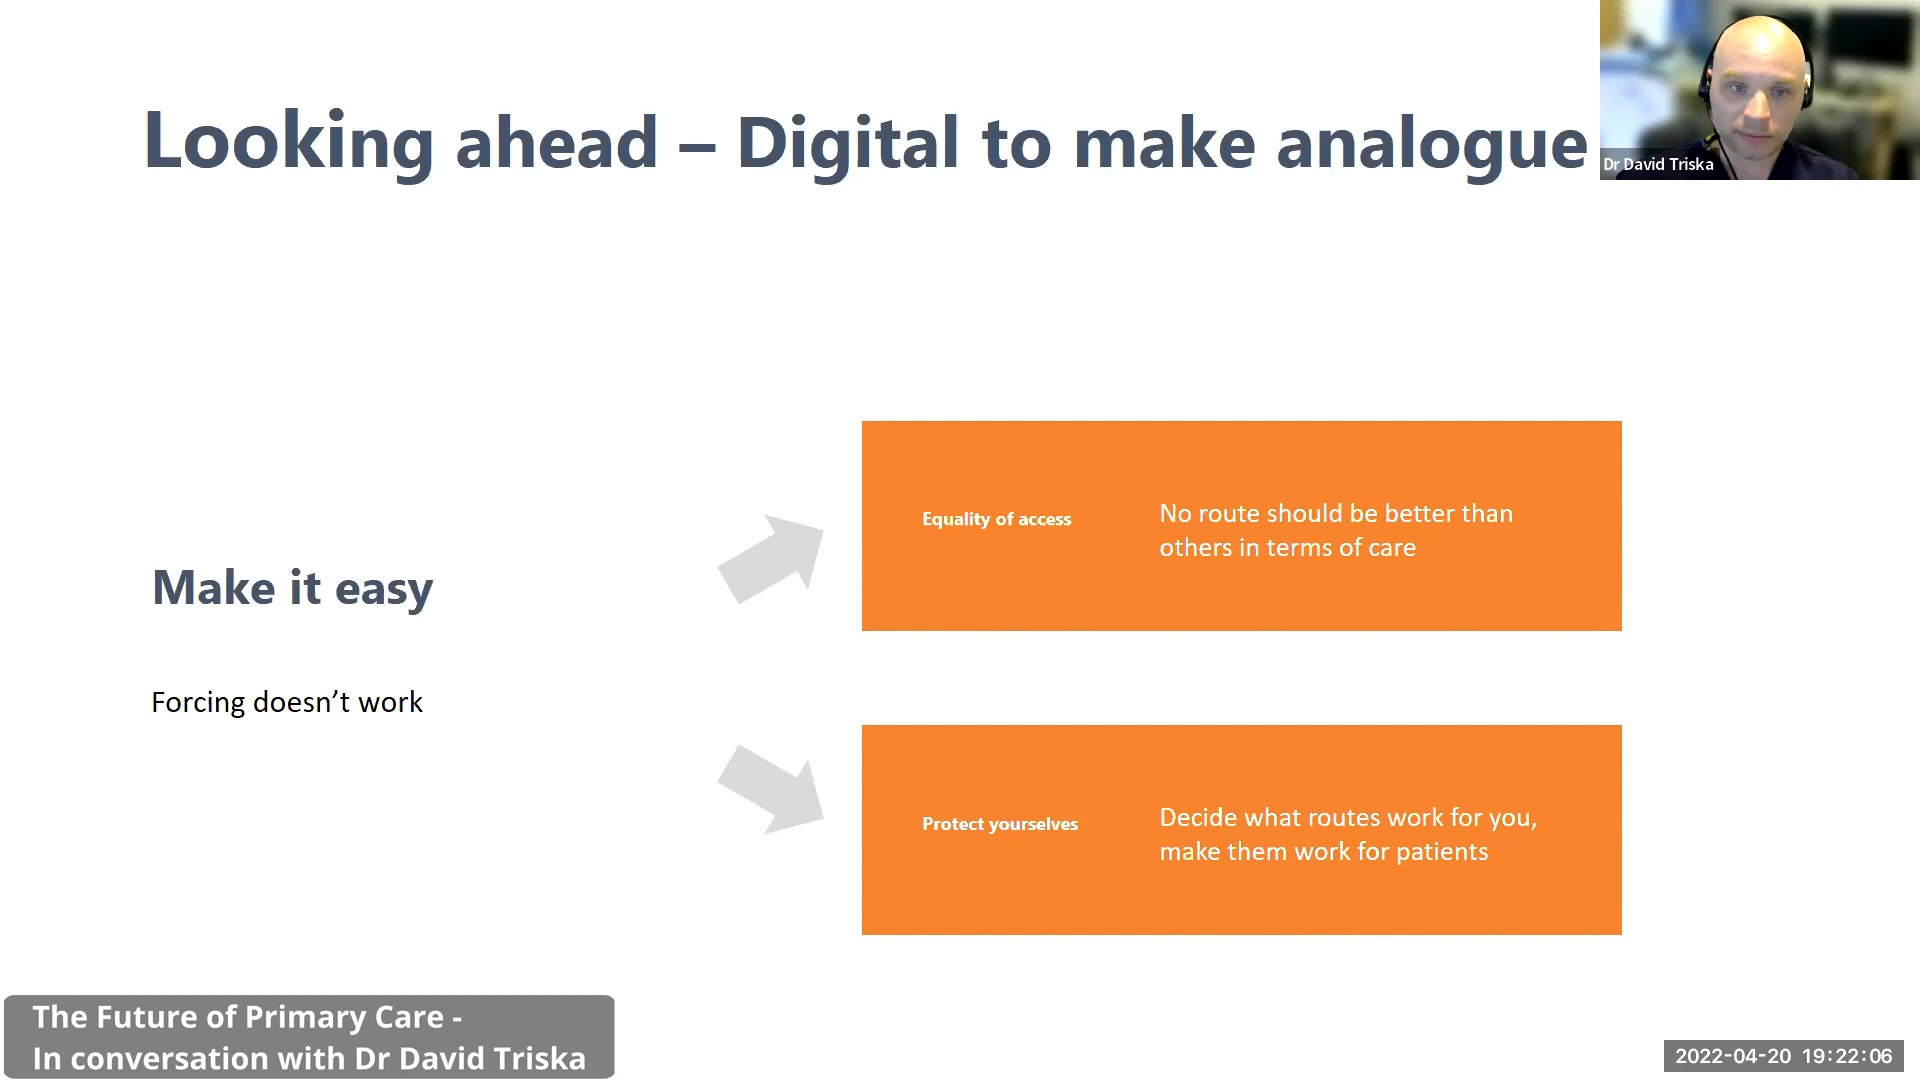 Looking ahead – Digital to make analogue
Dr David Triska
Equality of access
No route should be better than
others in terms of care
Make it easy
Forcing doesn’t work
Protect yourselves
Decide what routes work for you,
make them work for patients
The Future of Primary Care -
In conversation with Dr David Triska
2022-04-20 19:22:06